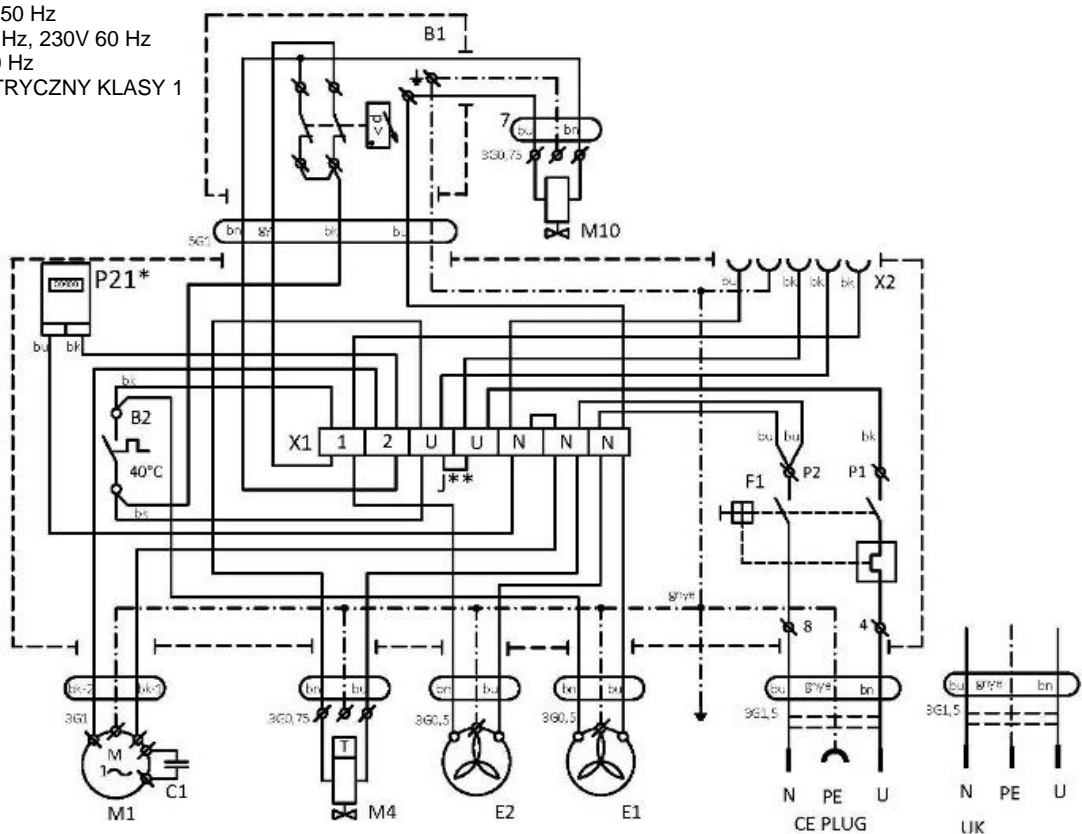 50 Hz
Hz, 230V 60 Hz
Hz
TRYCZNY KLASY 1
B1
7
bu bn
3G0,75
M10
bn gy bk bu
5G1
P21*
bu bk
bu bk bk bk
X2
bk
B2
40°C
bk
X1 1 2 U U N N N
J**
bu bu bk
F1 P2 P1
gnye
8 4
bk-2 bk-1
3G1
M
1~
C1
M1
bn bu
3G0,75
T
M4
bn bu
3G0,5
E2
bn bu
3G0,5
E1
bu gnye bn
3G1,5
N PE U
CE PLUG
bu gnye bn
3G1,5
N PE U
UK